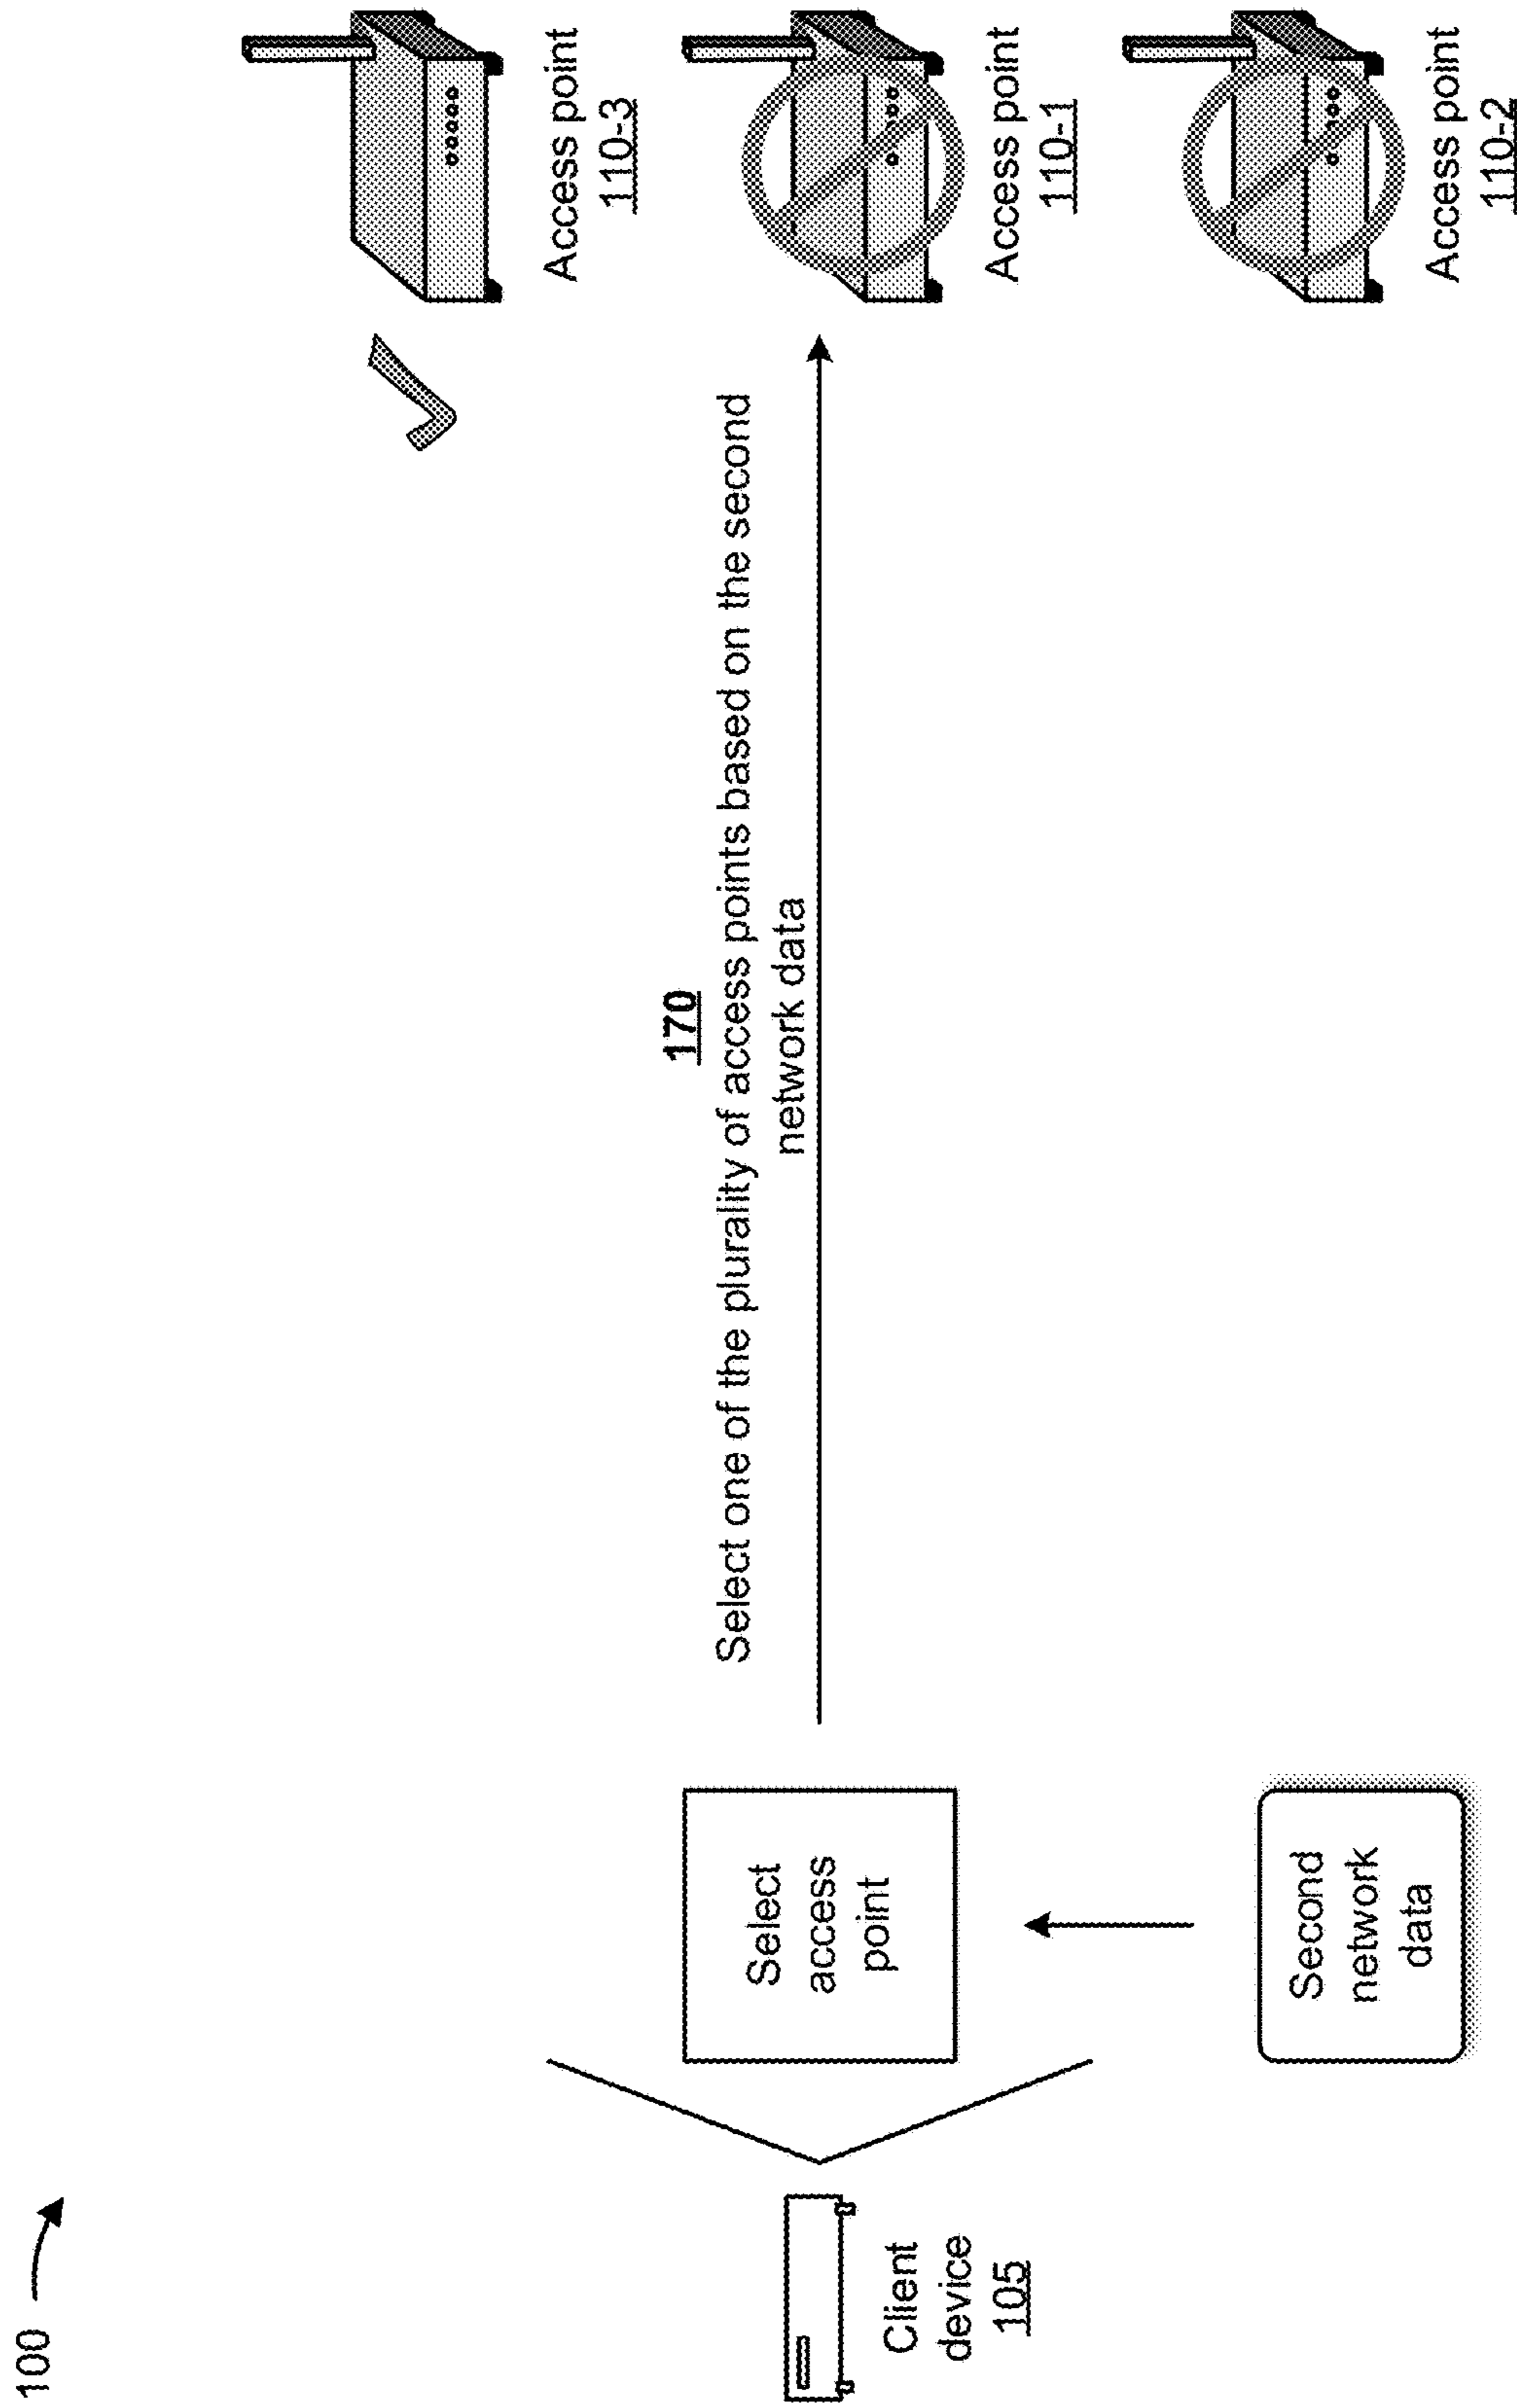 100
Client
device
105
Select
access
point
Second
network
data
170
Select one of the plurality of access points based on the second
network data
Access point
110-3
Access point
110-1
Access point
110-2